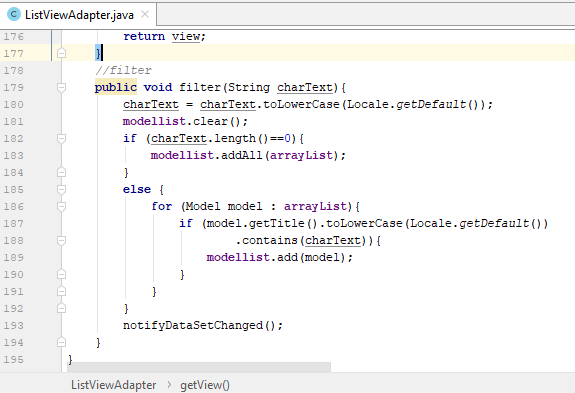 ListViewAdapter.java
176 return view;
177 }
178 //filter
179 public void filter(String charText){
180 charText = charText.toLowerCase(Locale.getDefault());
181 modellist.clear();
182 if (charText.length()==0){
183 modellist.addAll(arrayList);
184 }
185 else {
186 for (Model model : arrayList){
187 if (model.getTitle().toLowerCase(Locale.getDefault())
188 .contains(charText)){
189 modellist.add(model);
190 }
191 }
192 }
193 notifyDataSetChanged();
194 }
195 }
ListViewAdapter › getView()